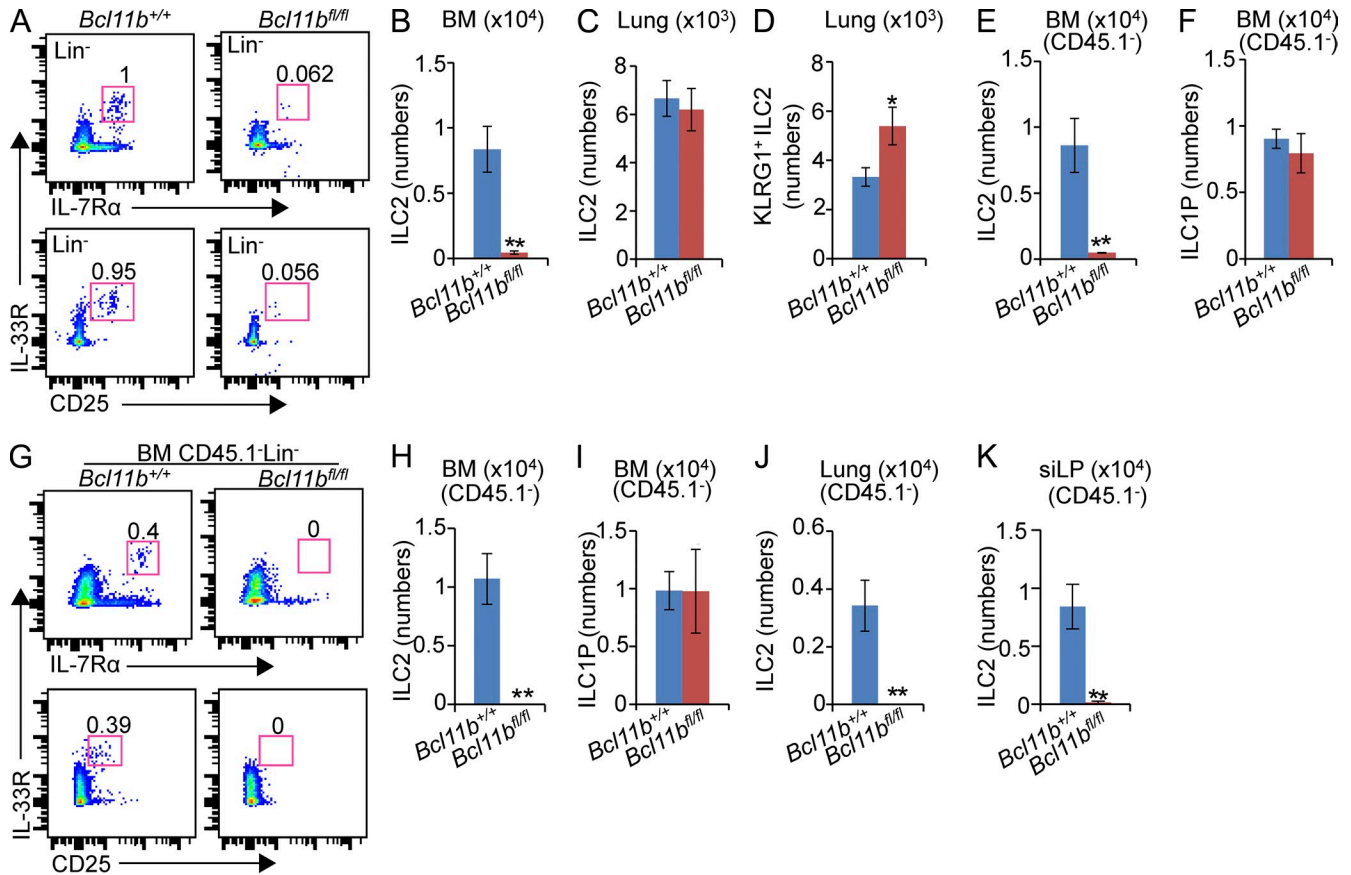 A
Bcl11b+/+
Bcl11bfl/fl
Lin-
1
Lin-
0.062
IL-7Rα
Lin-
0.95
Lin-
0.056
IL-33R
CD25
B
BM (x10⁴)
ILC2 (numbers)
1.5
1
0.5
0
**
Bcl11b+/+
Bcl11bfl/fl
C
Lung (x10³)
ILC2 (numbers)
8
6
4
2
0
Bcl11b+/+
Bcl11bfl/fl
D
Lung (x10³)
KLRG1⁺ ILC2
(numbers)
8
6
4
2
0
*
Bcl11b+/+
Bcl11bfl/fl
E
BM (x10⁴)
(CD45.1-)
ILC2 (numbers)
1.5
1
0.5
0
**
Bcl11b+/+
Bcl11bfl/fl
F
BM (x10⁴)
(CD45.1-)
ILC1P (numbers)
1.5
1
0.5
0
Bcl11b+/+
Bcl11bfl/fl
G
BM CD45.1-Lin-
Bcl11b+/+
Bcl11bfl/fl
0.4
0
IL-7Rα
0.39
0
IL-33R
CD25
H
BM (x10⁴)
(CD45.1-)
ILC2 (numbers)
1.5
1
0.5
0
**
Bcl11b+/+
Bcl11bfl/fl
I
BM (x10⁴)
(CD45.1-)
ILC1P (numbers)
1.5
1
0.5
0
Bcl11b+/+
Bcl11bfl/fl
J
Lung (x10⁴)
(CD45.1-)
ILC2 (numbers)
0.6
0.4
0.2
0
**
Bcl11b+/+
Bcl11bfl/fl
K
siLP (x10⁴)
(CD45.1-)
ILC2 (numbers)
1.5
1
0.5
0
**
Bcl11b+/+
Bcl11bfl/fl